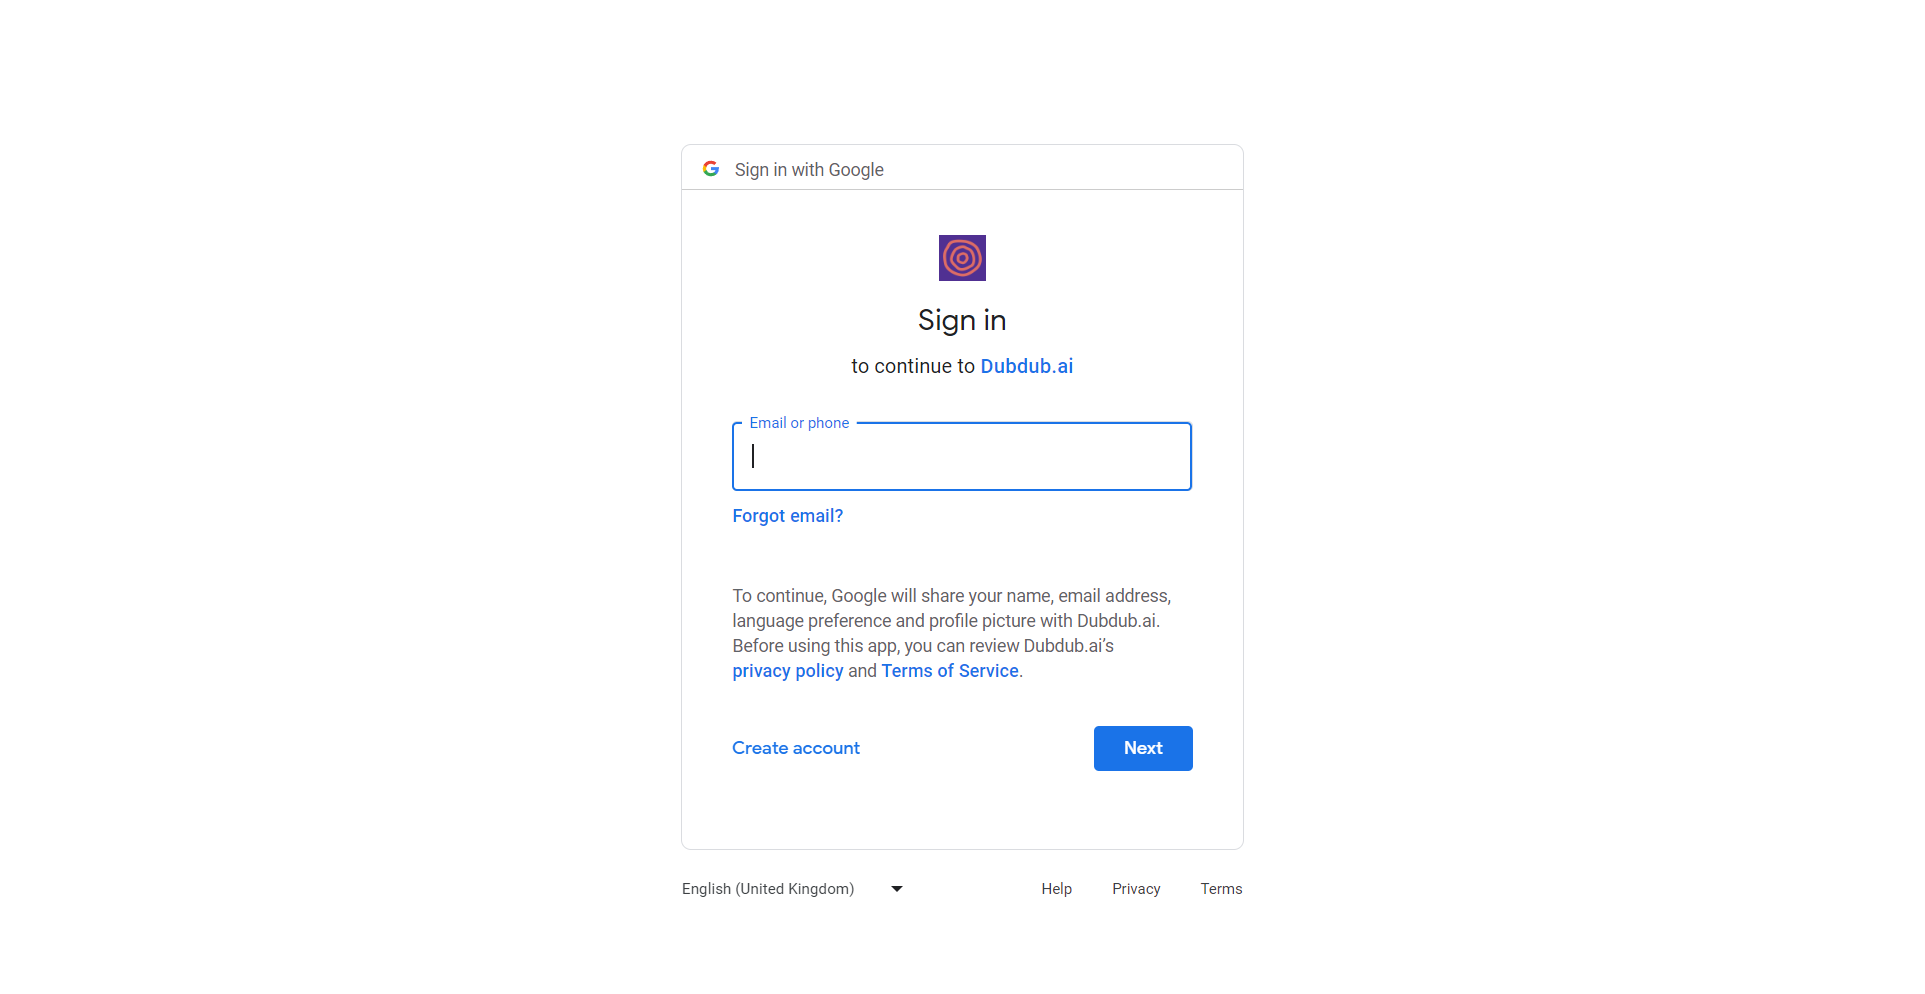 Sign in with Google
Sign in
to continue to Dubdub.ai
Email or phone
Forgot email?
To continue, Google will share your name, email address,
language preference and profile picture with Dubdub.ai.
Before using this app, you can review Dubdub.ai’s
privacy policy and Terms of Service.
Create account
Next
English (United Kingdom)
Help
Privacy
Terms